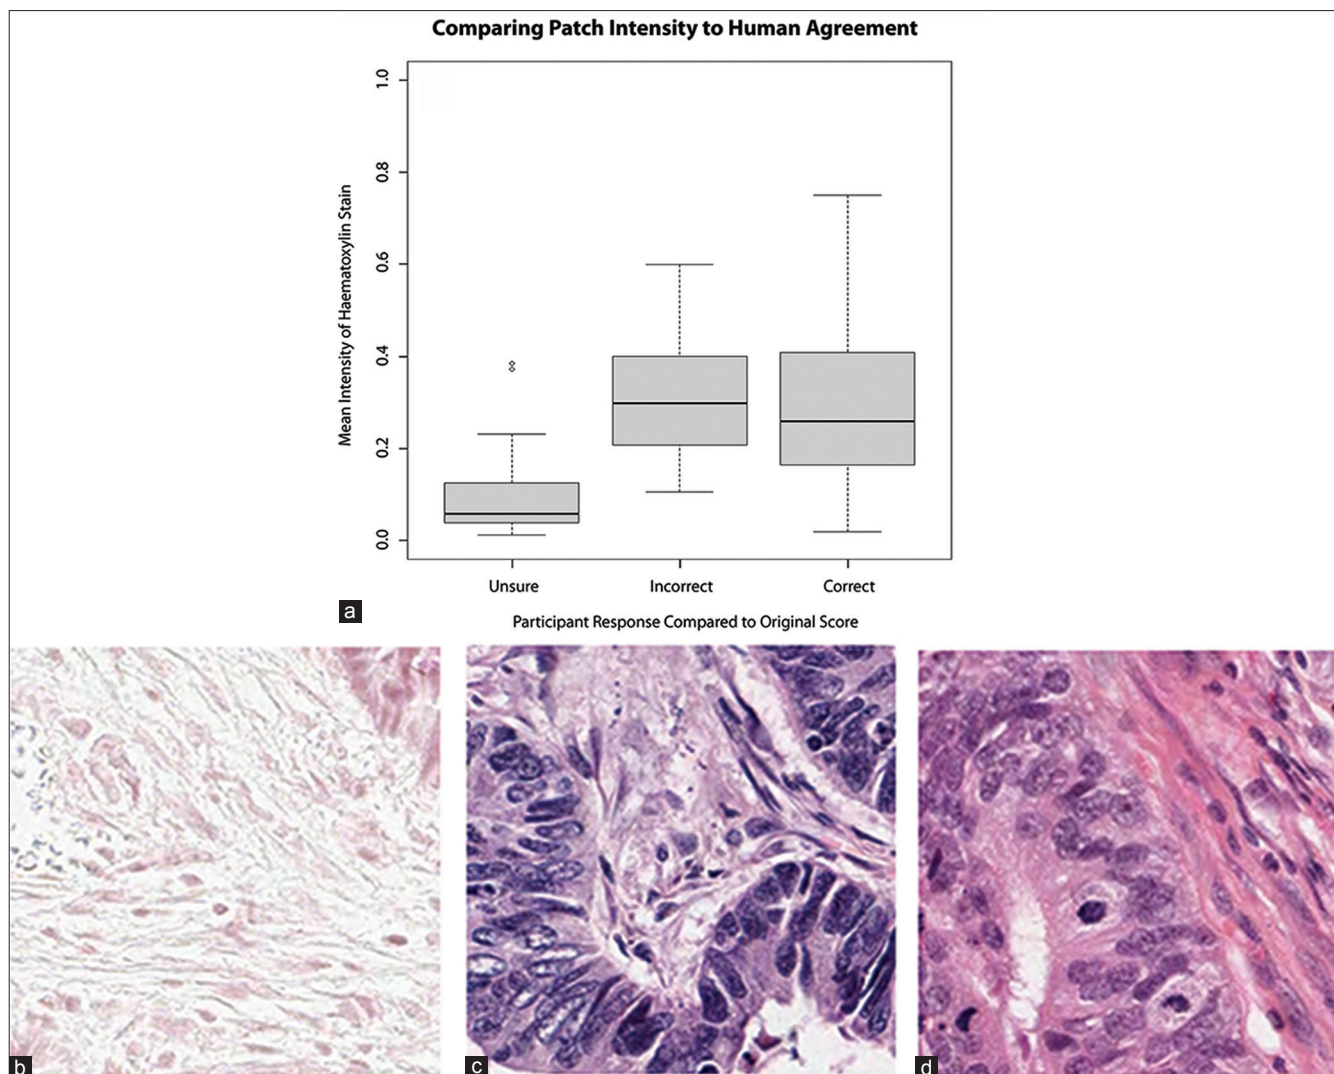 Comparing Patch Intensity to Human Agreement
Mean Intensity of Haematoxylin Stain
1.0
0.8
0.6
0.4
0.2
0.0
Unsure Incorrect Correct
a
Participant Response Compared to Original Score
b c d